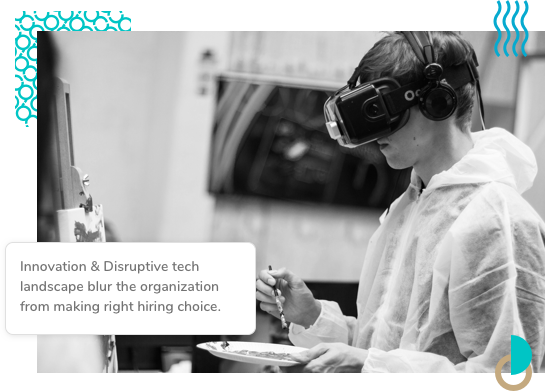 Innovation & Disruptive tech
landscape blur the organization
from making right hiring choice.